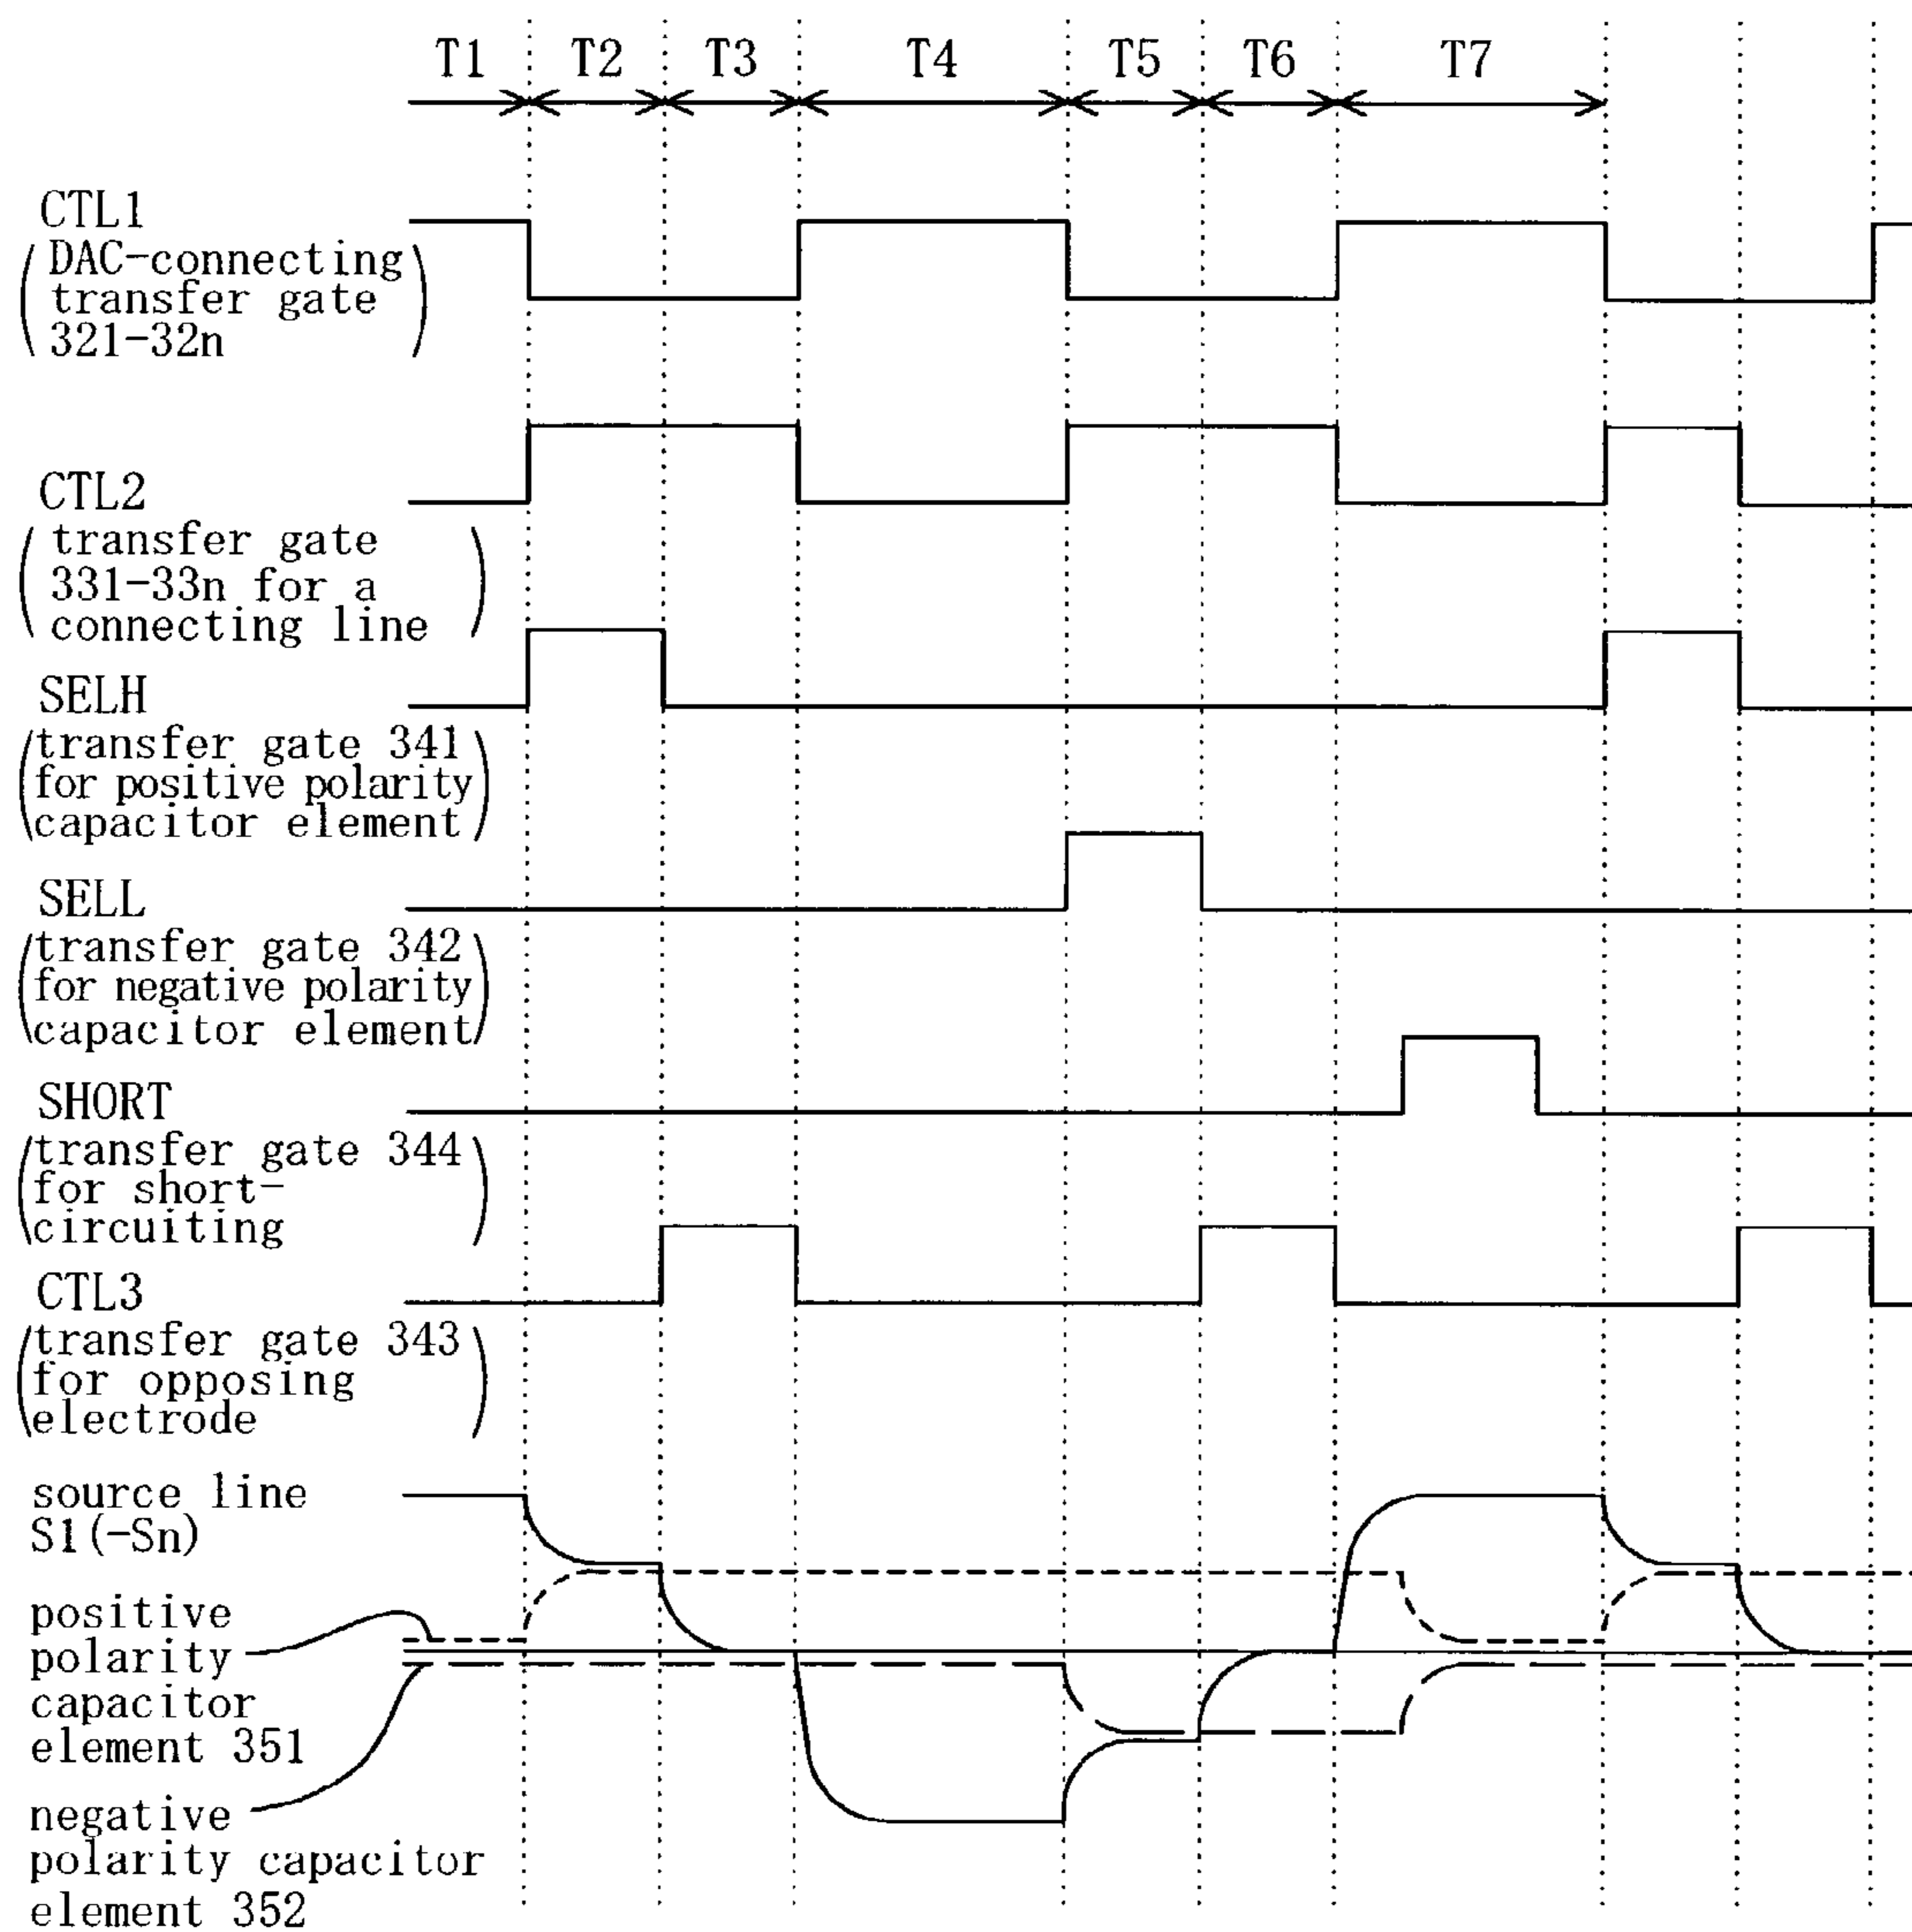 T1 T2 T3 T4 T5 T6 T7
CTL1
DAC-connecting
transfer gate
321-32n
CTL2
transfer gate
331-33n for a
connecting line
SELH
transfer gate 341
for positive polarity
capacitor element
SELL
transfer gate 342
for negative polarity
capacitor element
SHORT
transfer gate 344
for short-
circuiting
CTL3
transfer gate 343
for opposing
electrode
source line
S1(-Sn)
positive
polarity
capacitor
element 351
negative
polarity capacitor
element 352